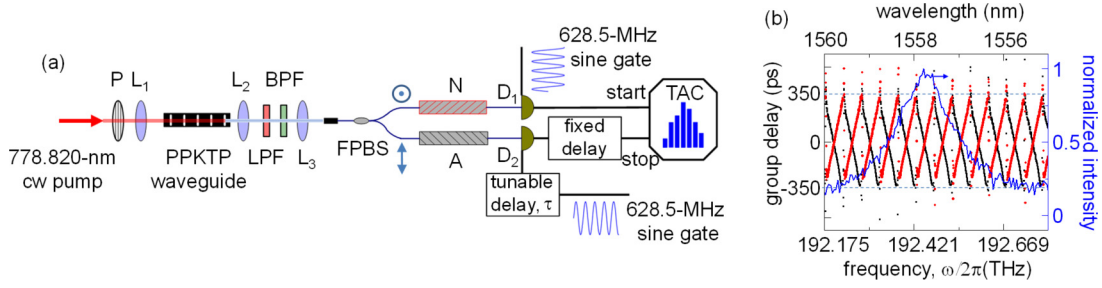 (a)
P L₁
L₂ BPF
778.820-nm
cw pump
PPKTP
waveguide
LPF L₃
FPBS
N
A
D₁
D₂
628.5-MHz
sine gate
start
TAC
fixed
delay
stop
tunable
delay, τ
628.5-MHz
sine gate
(b)
wavelength (nm)
1560 1558 1556
group delay (ps)
350
0
-350
1
0.5
0
normalized intensity
192.175 192.421 192.669
frequency, ω/2π(THz)